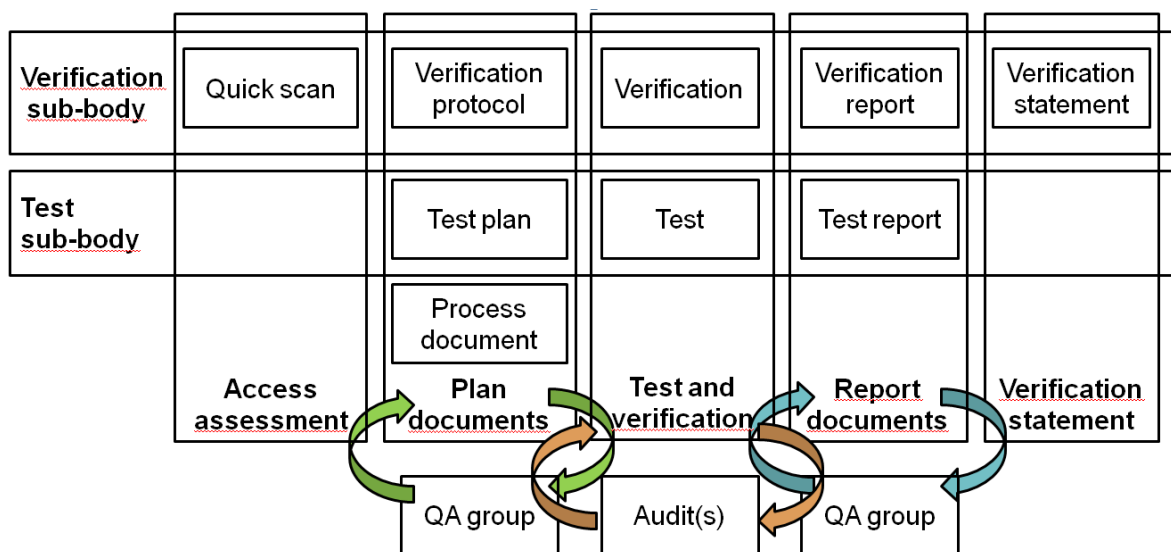 Verification
sub-body
Quick scan
Verification
protocol
Verification
Verification
report
Verification
statement
Test
sub-body
Test plan
Test
Test report
Process
document
Access
assessment
Plan
documents
Test and
verification
Report
documents
Verification
statement
QA group
Audit(s)
QA group